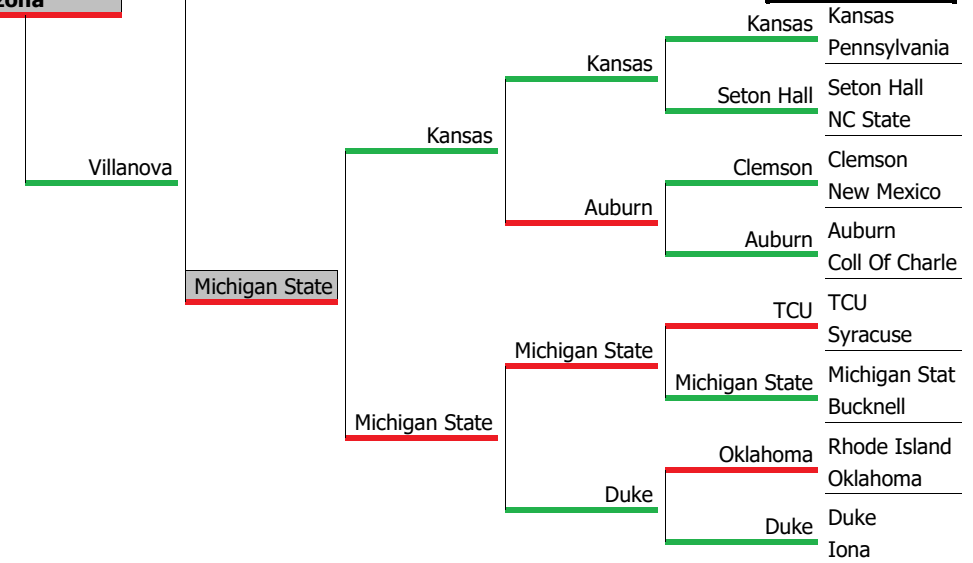 zona
Villanova
Michigan State
Kansas
Michigan State
Kansas
Auburn
Michigan State
Duke
Kansas
Seton Hall
Clemson
Auburn
TCU
Michigan State
Oklahoma
Duke
Kansas
Pennsylvania
Seton Hall
NC State
Clemson
New Mexico
Auburn
Coll Of Charle
TCU
Syracuse
Michigan Stat
Bucknell
Rhode Island
Oklahoma
Duke
Iona